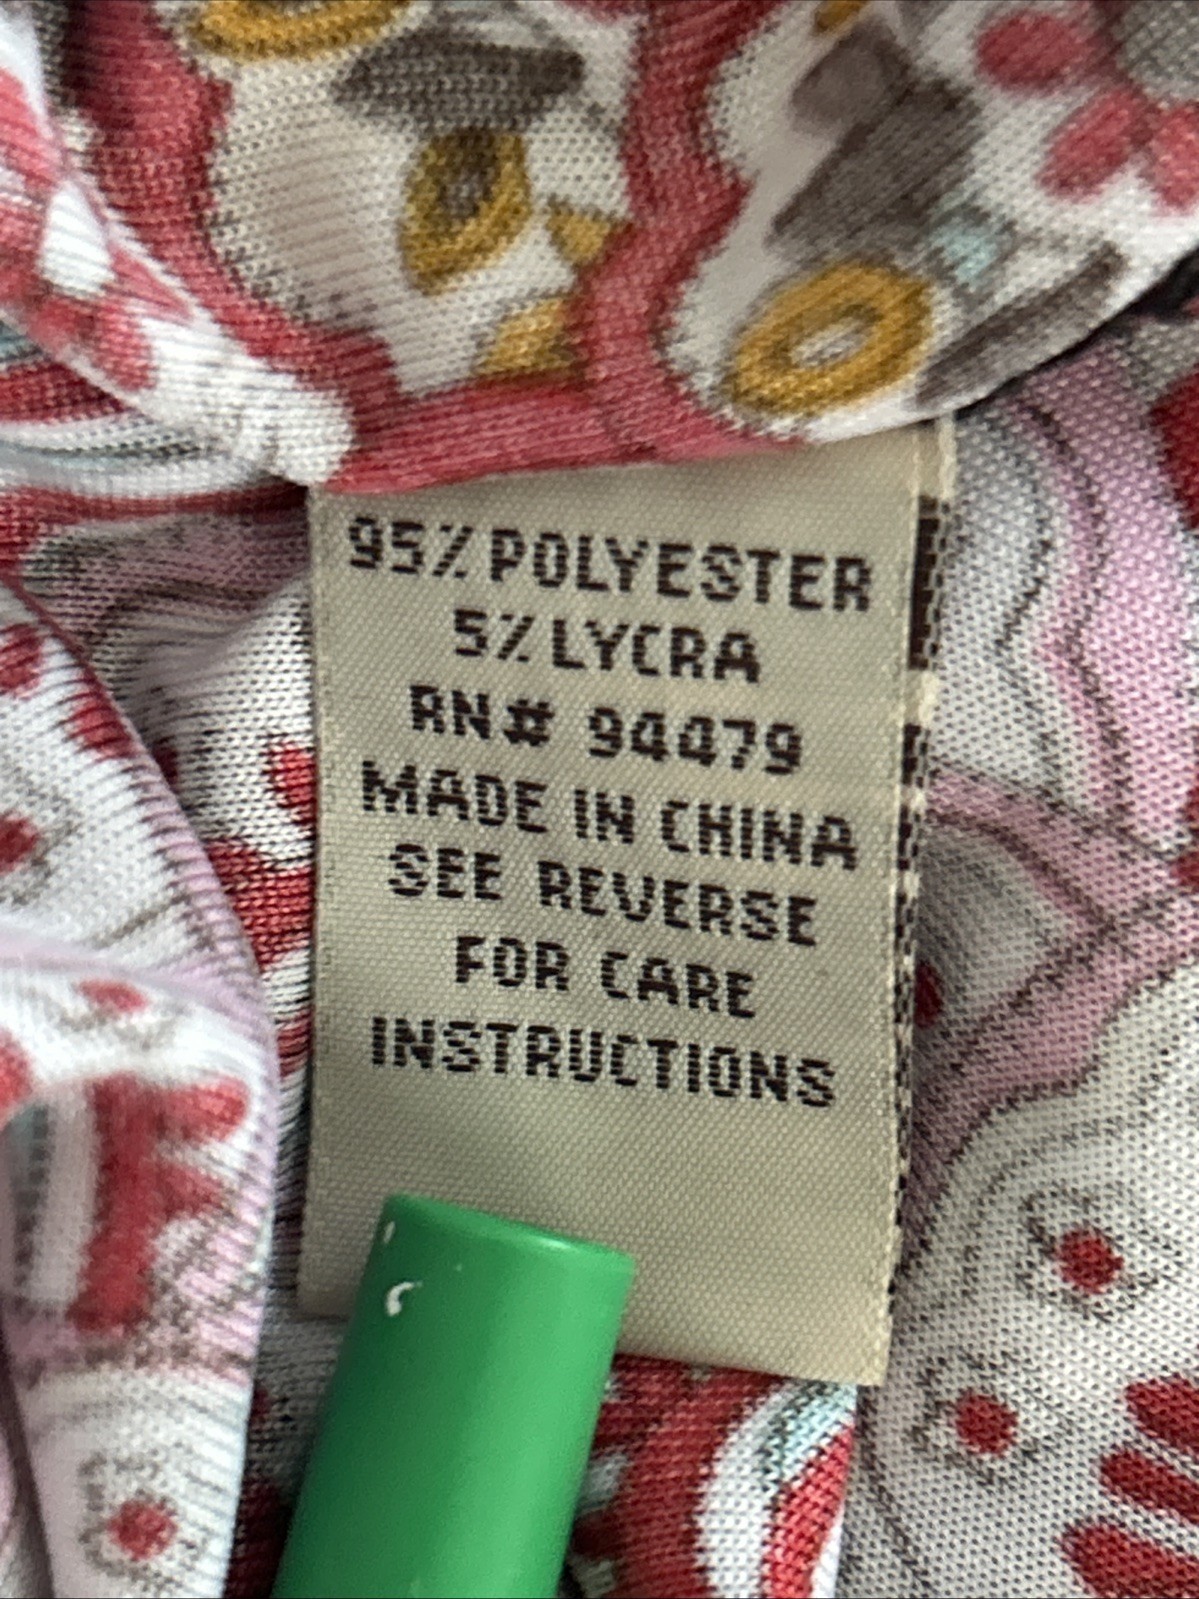 95% POLYESTER
5% LYCRA
RN# 94479
MADE IN CHINA
SEE REVERSE
FOR CARE
INSTRUCTIONS